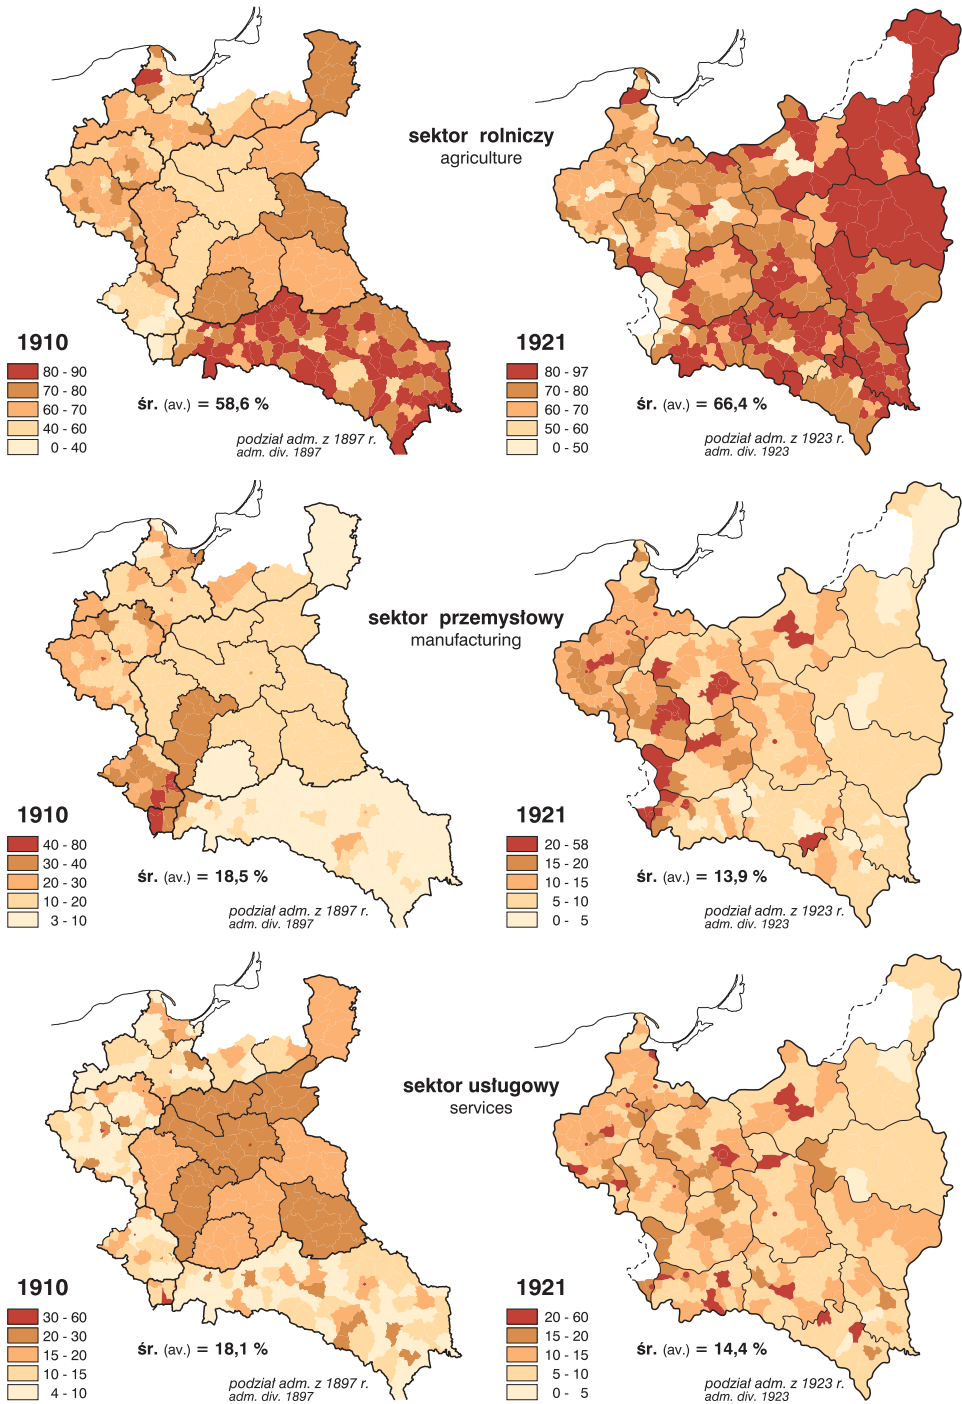 sektor rolniczy
agriculture
1910
80 - 90
70 - 80
60 - 70
40 - 60
0 - 40
śr. (av.) = 58,6 %
podział adm. z 1897 r.
adm. div. 1897
1921
80 - 97
70 - 80
60 - 70
50 - 60
0 - 50
śr. (av.) = 66,4 %
podział adm. z 1923 r.
adm. div. 1923
sektor przemysłowy
manufacturing
1910
40 - 80
30 - 40
20 - 30
10 - 20
3 - 10
śr. (av.) = 18,5 %
podział adm. z 1897 r.
adm. div. 1897
1921
20 - 58
15 - 20
10 - 15
5 - 10
0 - 5
śr. (av.) = 13,9 %
podział adm. z 1923 r.
adm. div. 1923
sektor usługowy
services
1910
30 - 60
20 - 30
15 - 20
10 - 15
4 - 10
śr. (av.) = 18,1 %
podział adm. z 1897 r.
adm. div. 1897
1921
20 - 60
15 - 20
10 - 15
5 - 10
0 - 5
śr. (av.) = 14,4 %
podział adm. z 1923 r.
adm. div. 1923